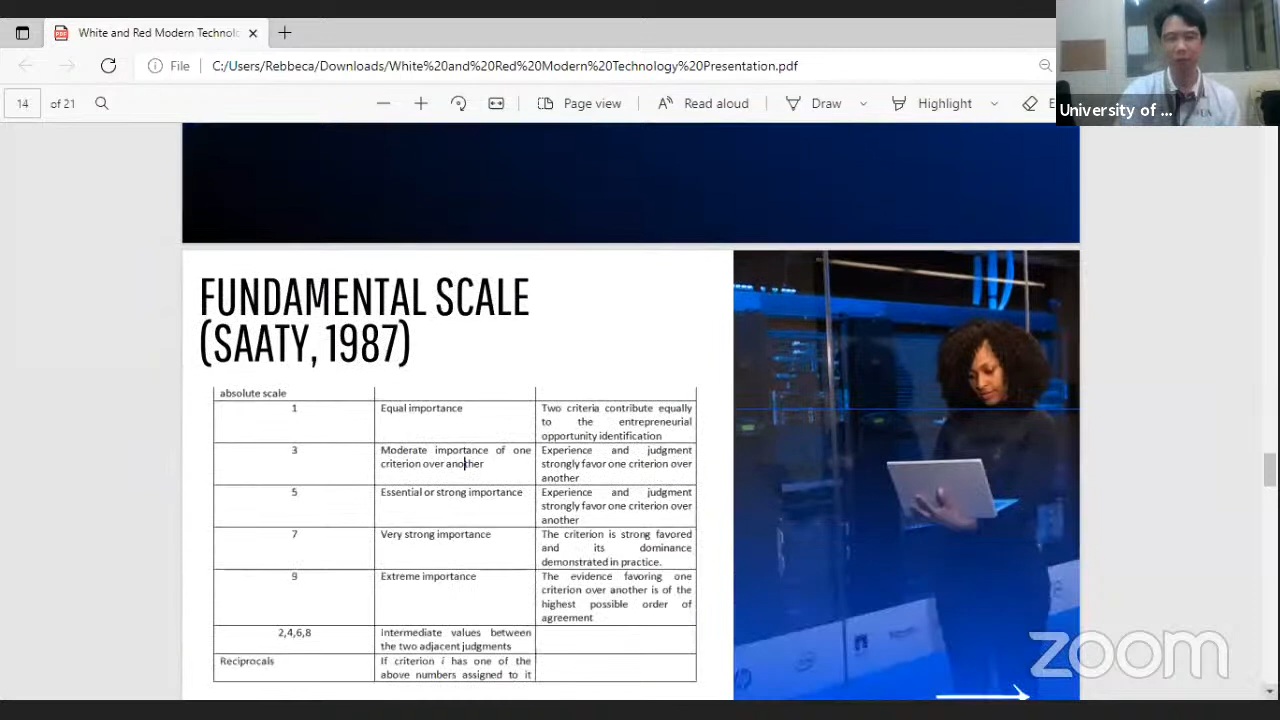 White and Red Modern Technolo
File
C:/Users/Rebbeca/Downloads/White%20and%20Red%20Modern%20Technology%20Presentation.pdf
14
of 21
Page view
Read aloud
Draw
Highlight
University of ...
FUNDAMENTAL SCALE
(SAATY, 1987)
absolute scale
1
Equal importance
Two criteria contribute equally
to the entrepreneurial
opportunity identification
3
Moderate importance of one
criterion over another
Experience and judgment
strongly favor one criterion over
another
5
Essential or strong importance
Experience and judgment
strongly favor one criterion over
another
7
Very strong importance
The criterion is strong favored
and its dominance
demonstrated in practice.
9
Extreme importance
The evidence favoring one
criterion over another is of the
highest possible order of
agreement
2,4,6,8
Intermediate values between
the two adjacent judgments
Reciprocals
If criterion i has one of the
above numbers assigned to it
zoom